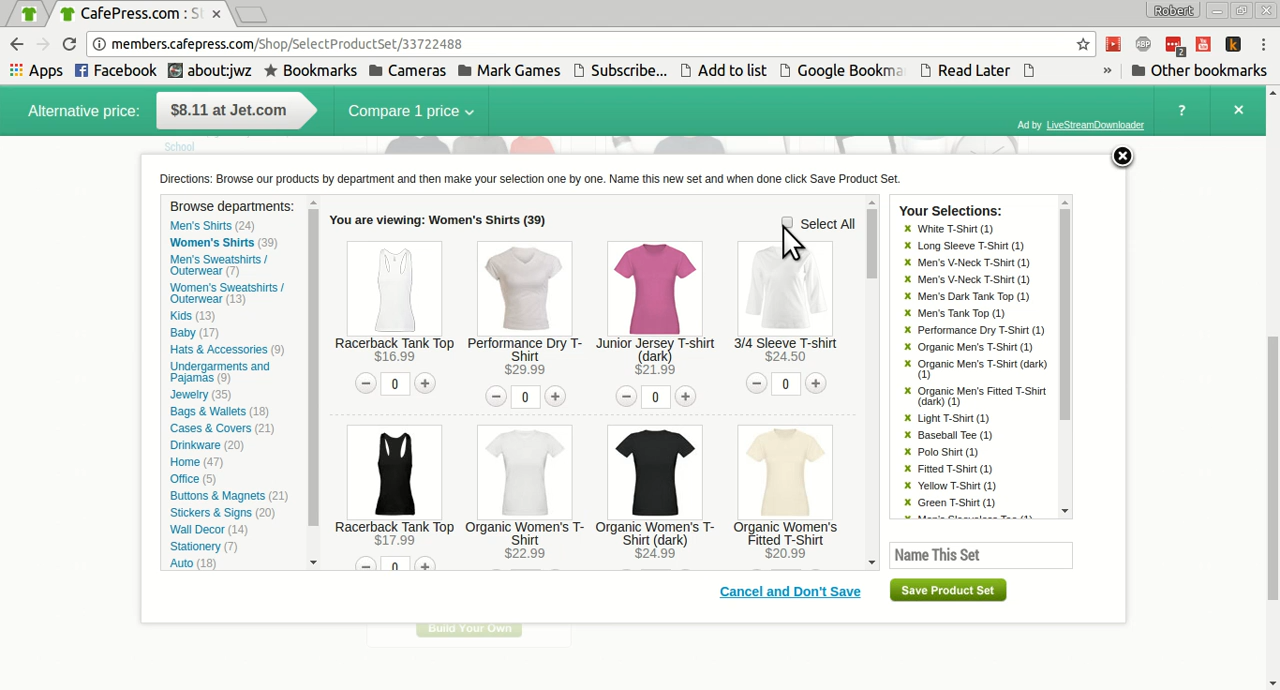 CafePress.com : St
Robert
members.cafepress.com/Shop/SelectProductSet/33722488
ABP
2
You
k
Apps
Facebook
about:jwz
Bookmarks
Cameras
Mark Games
Subscribe...
Add to list
Google Bookma
Read Later
»
Other bookmarks
Alternative price:
$8.11 at Jet.com
Compare 1 price
?
Ad by LiveStreamDownloader
School
Directions: Browse our products by department and then make your selection one by one. Name this new set and when done click Save Product Set.
Browse departments:
Men's Shirts (24)
Women's Shirts (39)
Men's Sweatshirts /
Outerwear (7)
Women's Sweatshirts /
Outerwear (13)
Kids (13)
Baby (17)
Hats & Accessories (9)
Undergarments and
Pajamas (9)
Jewelry (35)
Bags & Wallets (18)
Cases & Covers (21)
Drinkware (20)
Home (47)
Office (5)
Buttons & Magnets (21)
Stickers & Signs (20)
Wall Decor (14)
Stationery (7)
Auto (18)
You are viewing: Women's Shirts (39)
Select All
Racerback Tank Top
$16.99
0
Performance Dry T-
Shirt
$29.99
0
Junior Jersey T-shirt
(dark)
$21.99
0
3/4 Sleeve T-shirt
$24.50
0
Racerback Tank Top
$17.99
0
Organic Women's T-
Shirt
$22.99
Organic Women's T-
Shirt (dark)
$24.99
Organic Women's
Fitted T-Shirt
$20.99
Your Selections:
x White T-Shirt (1)
x Long Sleeve T-Shirt (1)
x Men's V-Neck T-Shirt (1)
x Men's V-Neck T-Shirt (1)
x Men's Dark Tank Top (1)
x Men's Tank Top (1)
x Performance Dry T-Shirt (1)
x Organic Men's T-Shirt (1)
x Organic Men's T-Shirt (dark)
(1)
x Organic Men's Fitted T-Shirt
(dark) (1)
x Light T-Shirt (1)
x Baseball Tee (1)
x Polo Shirt (1)
x Fitted T-Shirt (1)
x Yellow T-Shirt (1)
x Green T-Shirt (1)
x Men's Sleeveless Tee (1)
Name This Set
Cancel and Don't Save
Save Product Set
Build Your Own